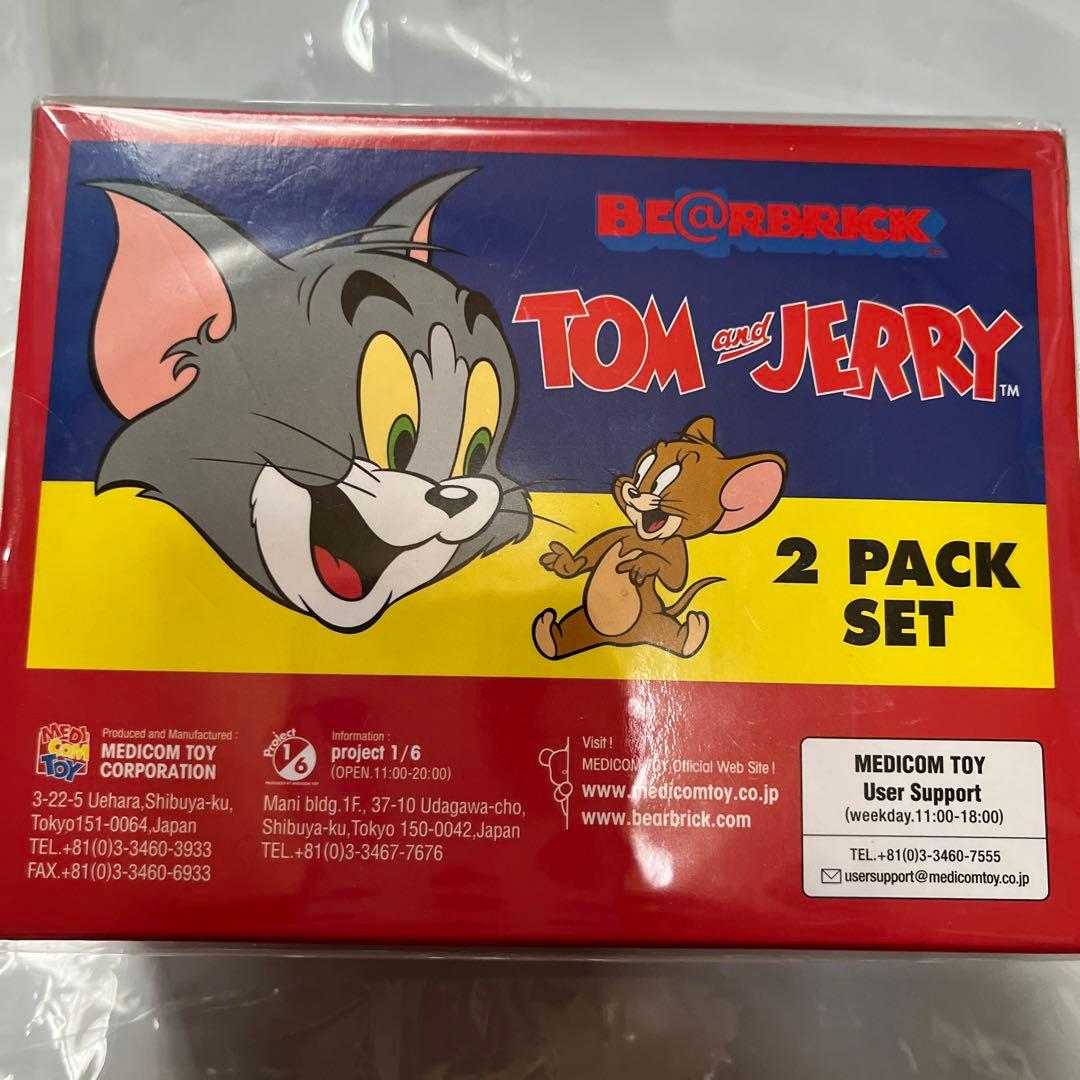 BE@RBRICK
TOM and JERRY™
2 PACK
SET
MEDI
COM
TOY
Produced and Manufactured :
MEDICOM TOY
CORPORATION
3-22-5 Uehara,Shibuya-ku,
Tokyo151-0064,Japan
TEL.+81(0)3-3460-3933
FAX.+81(0)3-3460-6933
Project
1/6
Information :
project 1/6
(OPEN.11:00-20:00)
Mani bldg.1F., 37-10 Udagawa-cho,
Shibuya-ku,Tokyo 150-0042,Japan
TEL.+81(0)3-3467-7676
Visit !
MEDICOM TOY Official Web Site !
www.medicomtoy.co.jp
www.bearbrick.com
MEDICOM TOY
User Support
(weekday.11:00-18:00)
TEL.+81(0)3-3460-7555
usersupport@medicomtoy.co.jp